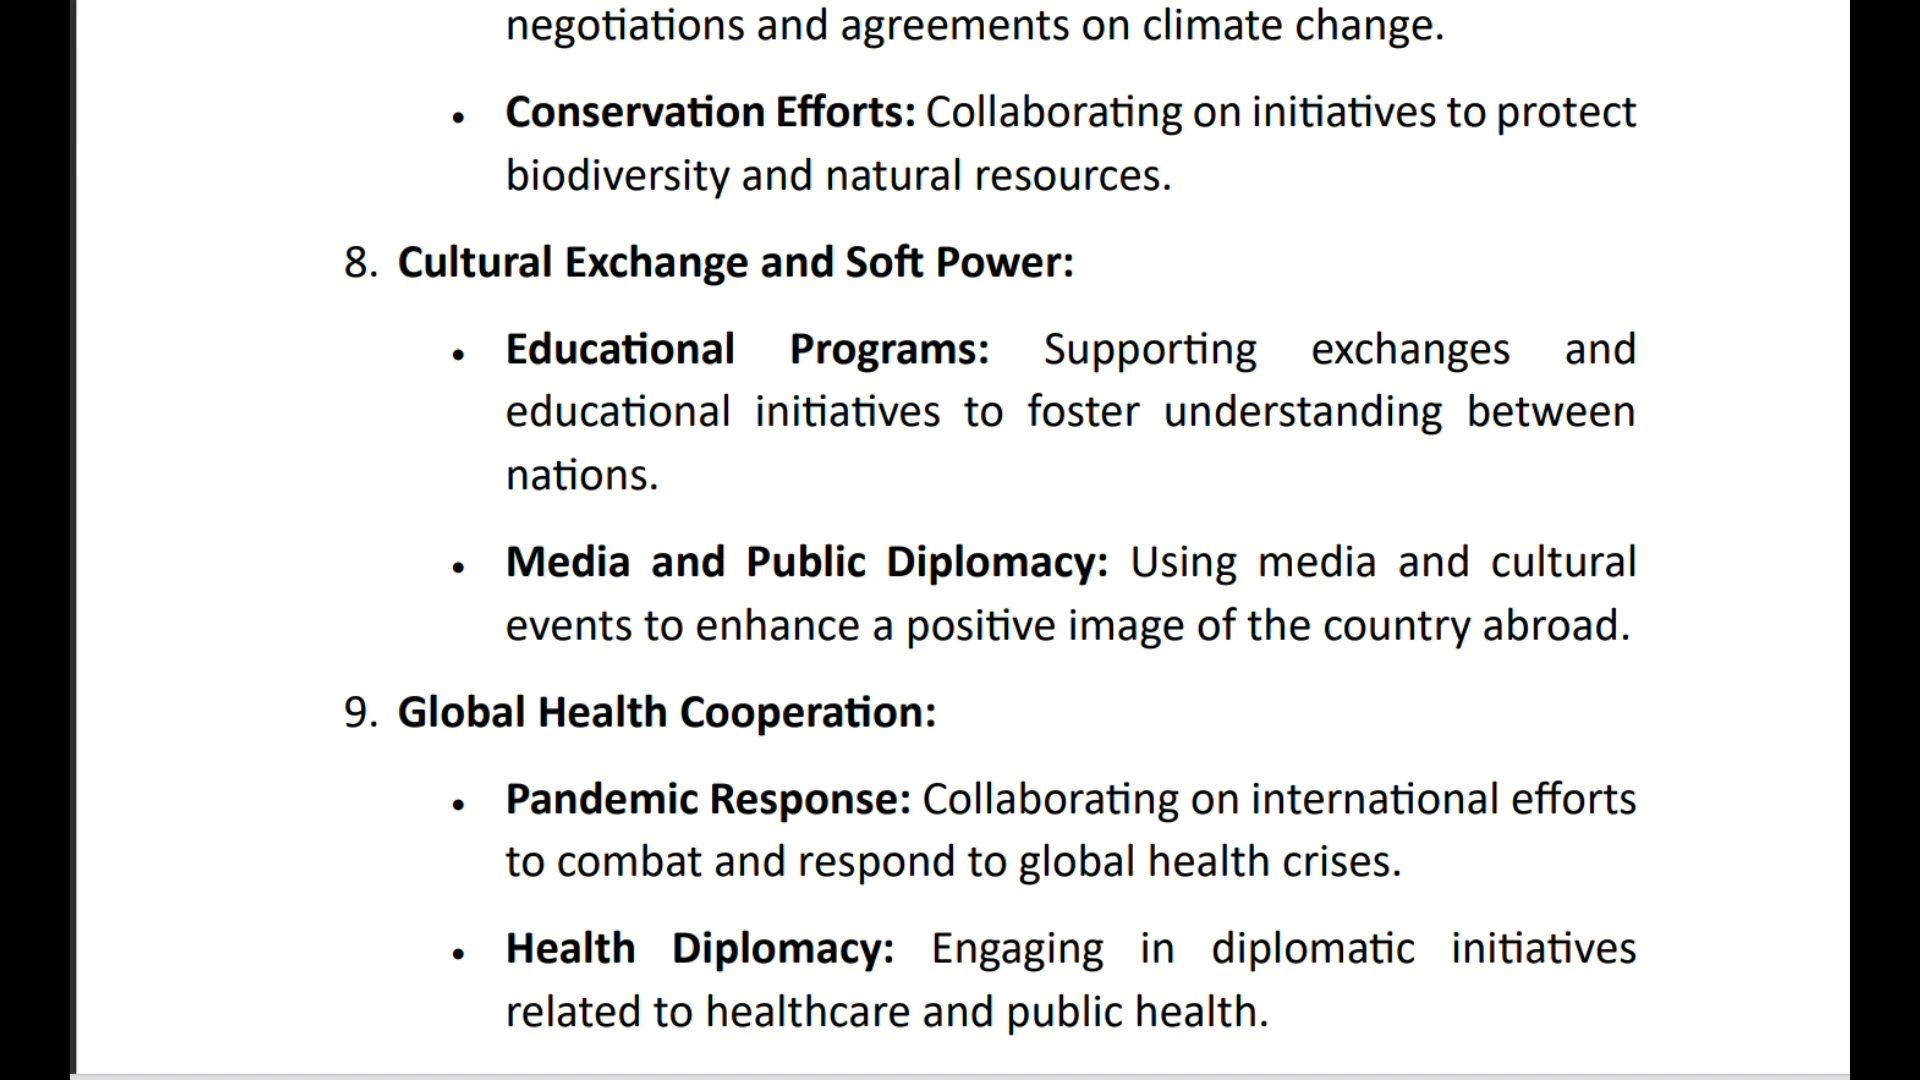 negotiations and agreements on climate change.
• Conservation Efforts: Collaborating on initiatives to protect
biodiversity and natural resources.
8. Cultural Exchange and Soft Power:
• Educational Programs: Supporting exchanges and
educational initiatives to foster understanding between
nations.
• Media and Public Diplomacy: Using media and cultural
events to enhance a positive image of the country abroad.
9. Global Health Cooperation:
• Pandemic Response: Collaborating on international efforts
to combat and respond to global health crises.
• Health Diplomacy: Engaging in diplomatic initiatives
related to healthcare and public health.